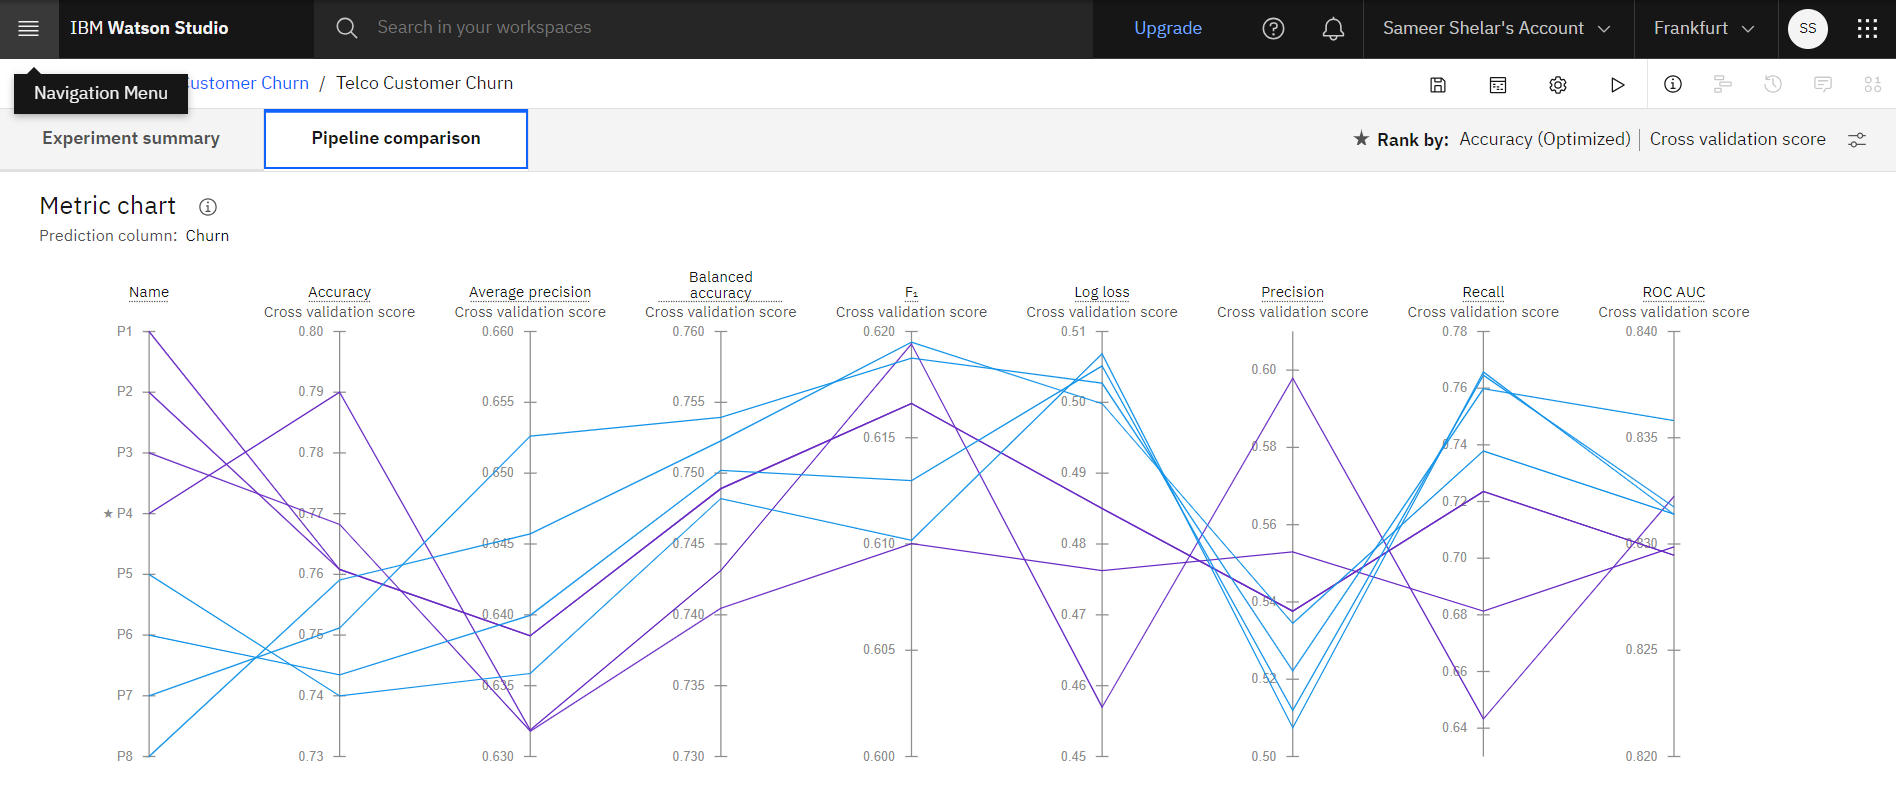 IBM Watson Studio
Search in your workspaces
Upgrade
Sameer Shelar's Account
Frankfurt
SS
Navigation Menu
ustomer Churn / Telco Customer Churn
Experiment summary
Pipeline comparison
★ Rank by: Accuracy (Optimized) | Cross validation score
Metric chart
Prediction column: Churn
Name
Accuracy
Cross validation score
Average precision
Cross validation score
Balanced
accuracy
Cross validation score
F₁
Cross validation score
Log loss
Cross validation score
Precision
Cross validation score
Recall
Cross validation score
ROC AUC
Cross validation score
P1
P2
P3
★ P4
P5
P6
P7
P8
0.80
0.79
0.78
0.77
0.76
0.75
0.74
0.73
0.660
0.655
0.650
0.645
0.640
0.635
0.630
0.760
0.755
0.750
0.745
0.740
0.735
0.730
0.620
0.615
0.610
0.605
0.600
0.51
0.50
0.49
0.48
0.47
0.46
0.45
0.60
0.58
0.56
0.54
0.52
0.50
0.78
0.76
0.74
0.72
0.70
0.68
0.66
0.64
0.840
0.835
0.830
0.825
0.820